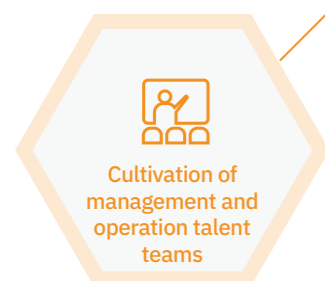 Cultivation of
management and
operation talent
teams